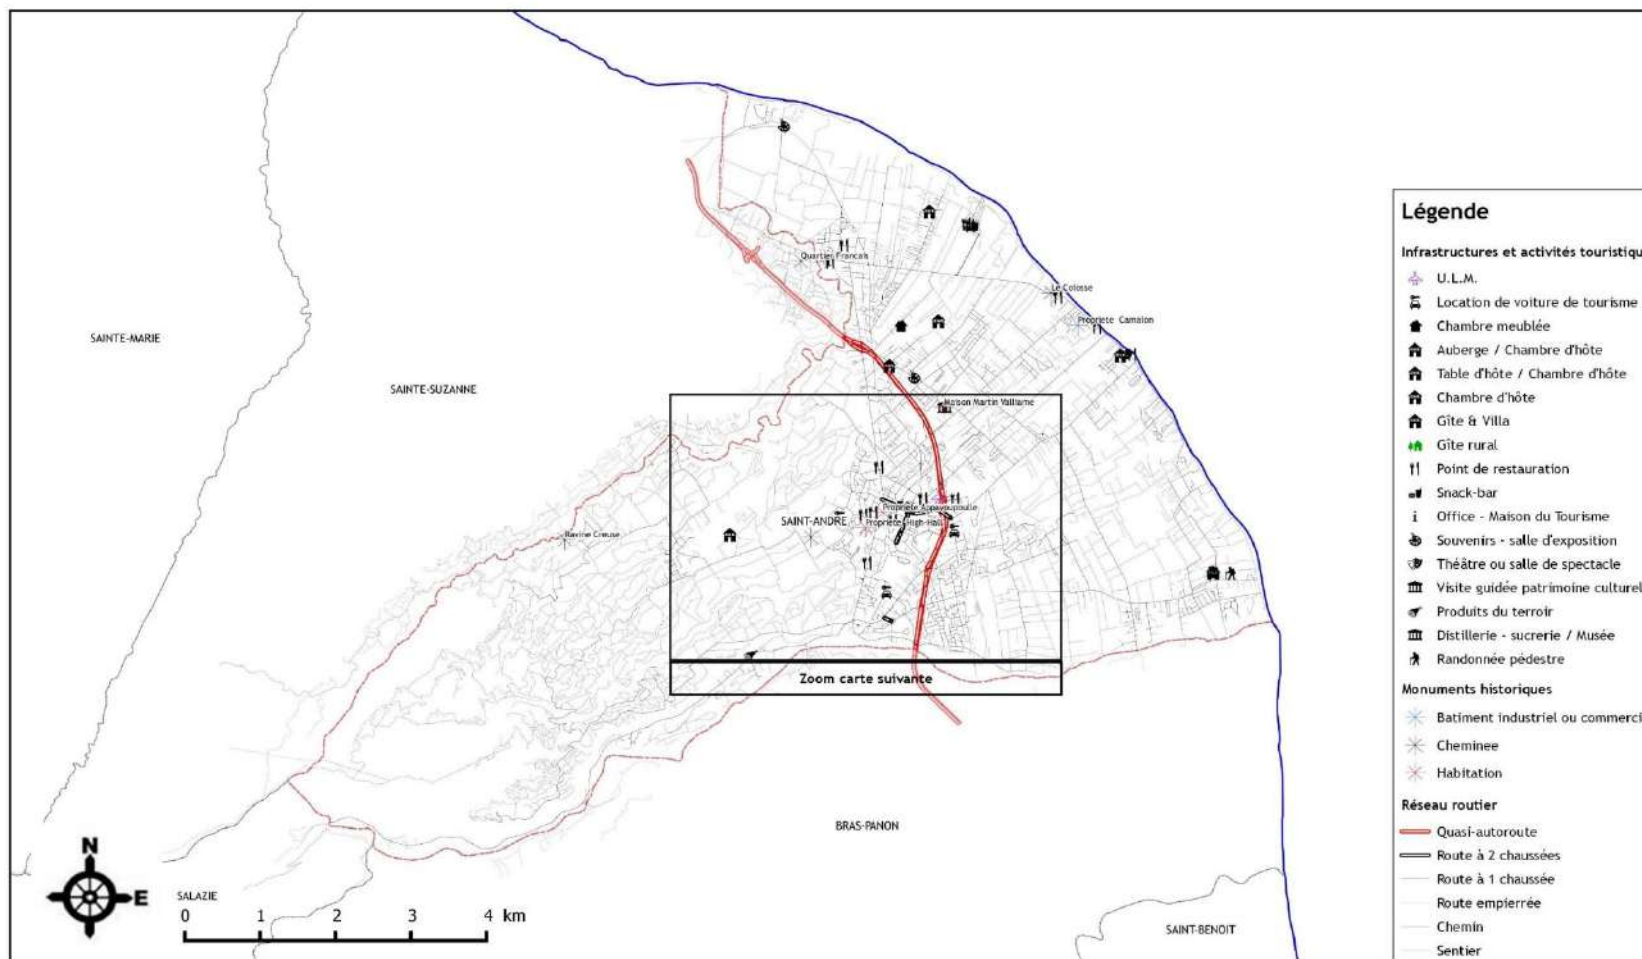 Quartier Francais
Le Colosse
Propriete Camalon
SAINTE-MARIE
SAINTE-SUZANNE
Maison Martin Valliame
Propriete Appavoupoulle
SAINT-ANDRE
Propriete High-Hall
Ravine Creuse
Zoom carte suivante
BRAS-PANON
SALAZIE
SAINT-BENOIT
N
E
0 1 2 3 4 km
Légende
Infrastructures et activités touristiqu
U.L.M.
Location de voiture de tourisme
Chambre meublée
Auberge / Chambre d'hôte
Table d'hôte / Chambre d'hôte
Chambre d'hôte
Gîte & Villa
Gîte rural
Point de restauration
Snack-bar
i Office - Maison du Tourisme
Souvenirs - salle d'exposition
Théâtre ou salle de spectacle
Visite guidée patrimoine culturel
Produits du terroir
Distillerie - sucrerie / Musée
Randonnée pédestre
Monuments historiques
Batiment industriel ou commerci
Cheminee
Habitation
Réseau routier
Quasi-autoroute
Route à 2 chaussées
Route à 1 chaussée
Route empierrée
Chemin
Sentier